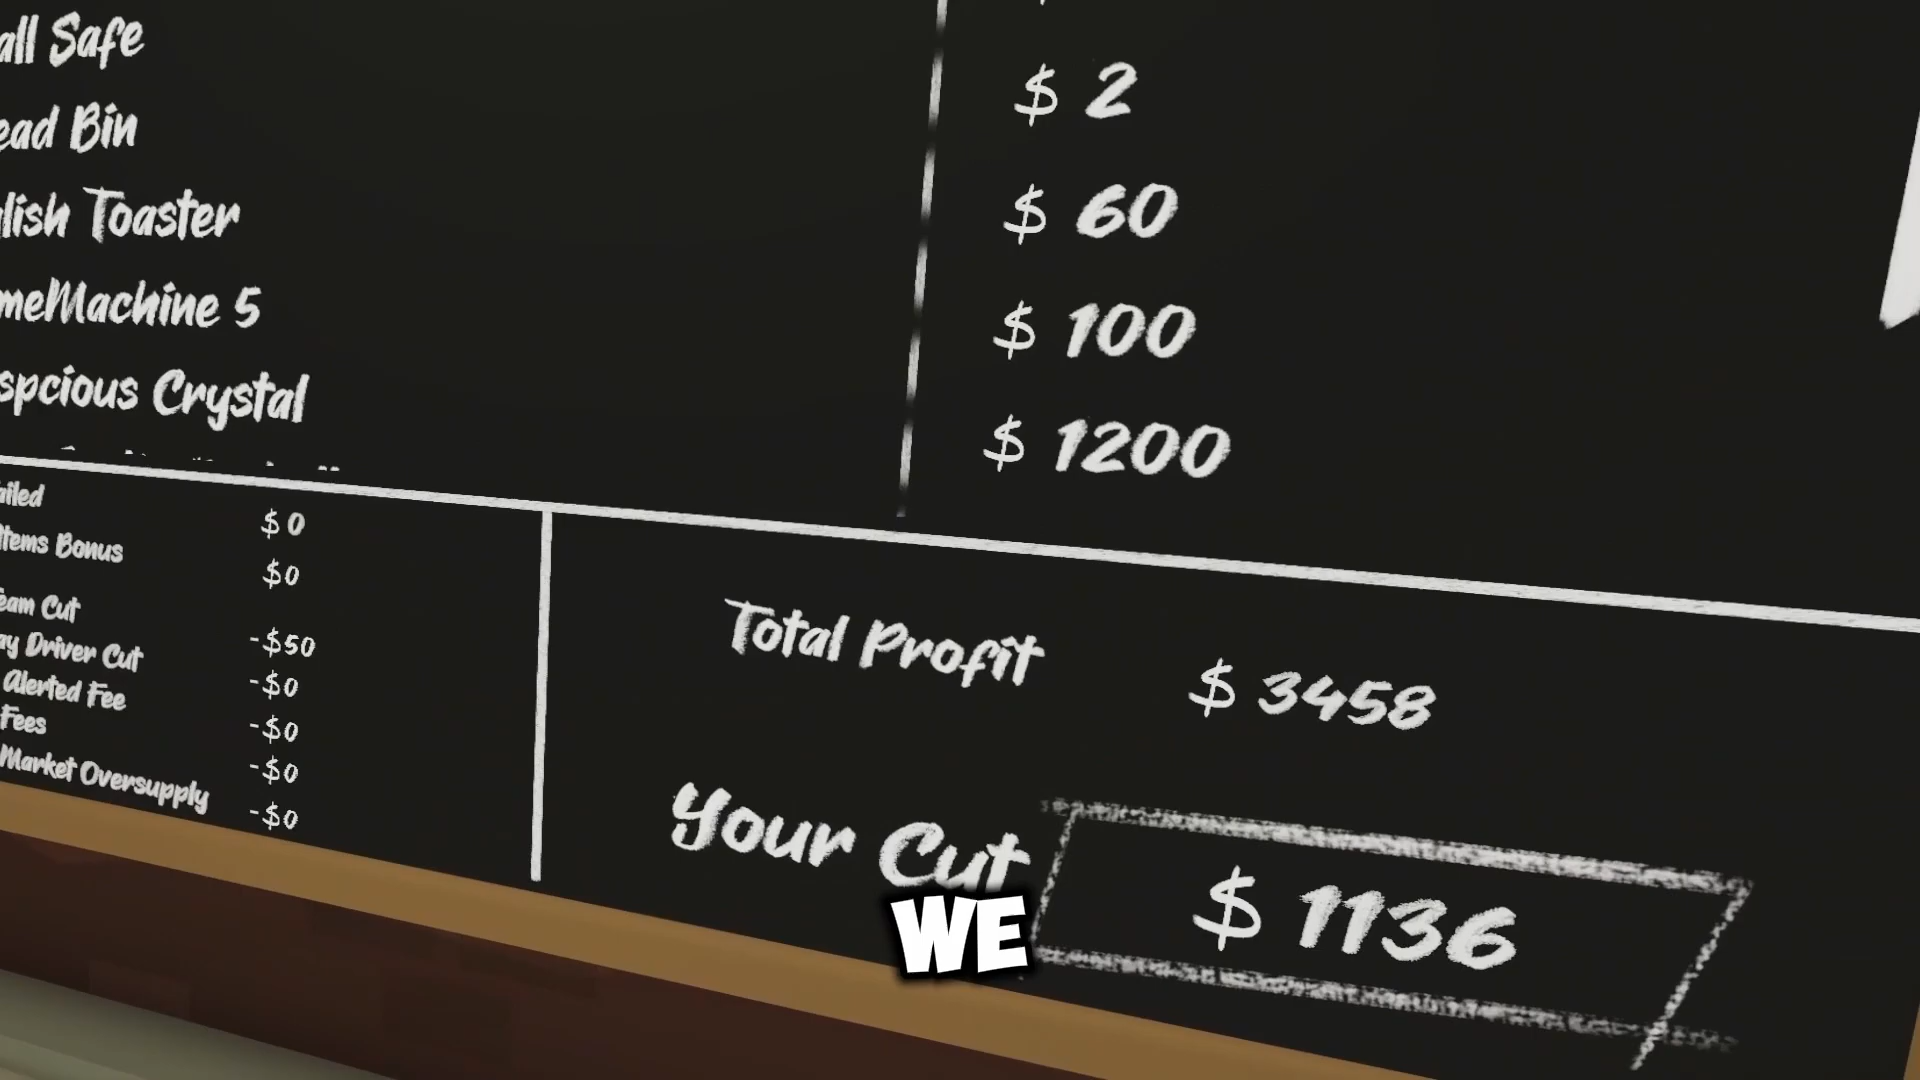 all Safe
ead Bin $ 2
lish Toaster $ 60
meMachine 5 $ 100
spcious Crystal $ 1200
ailed $ 0
Items Bonus $0
eam Cut -$50
ay Driver Cut -$0
Alerted Fee -$0
Fees -$0
Market Oversupply -$0
Total Profit $ 3458
Your Cut $ 1136
WE